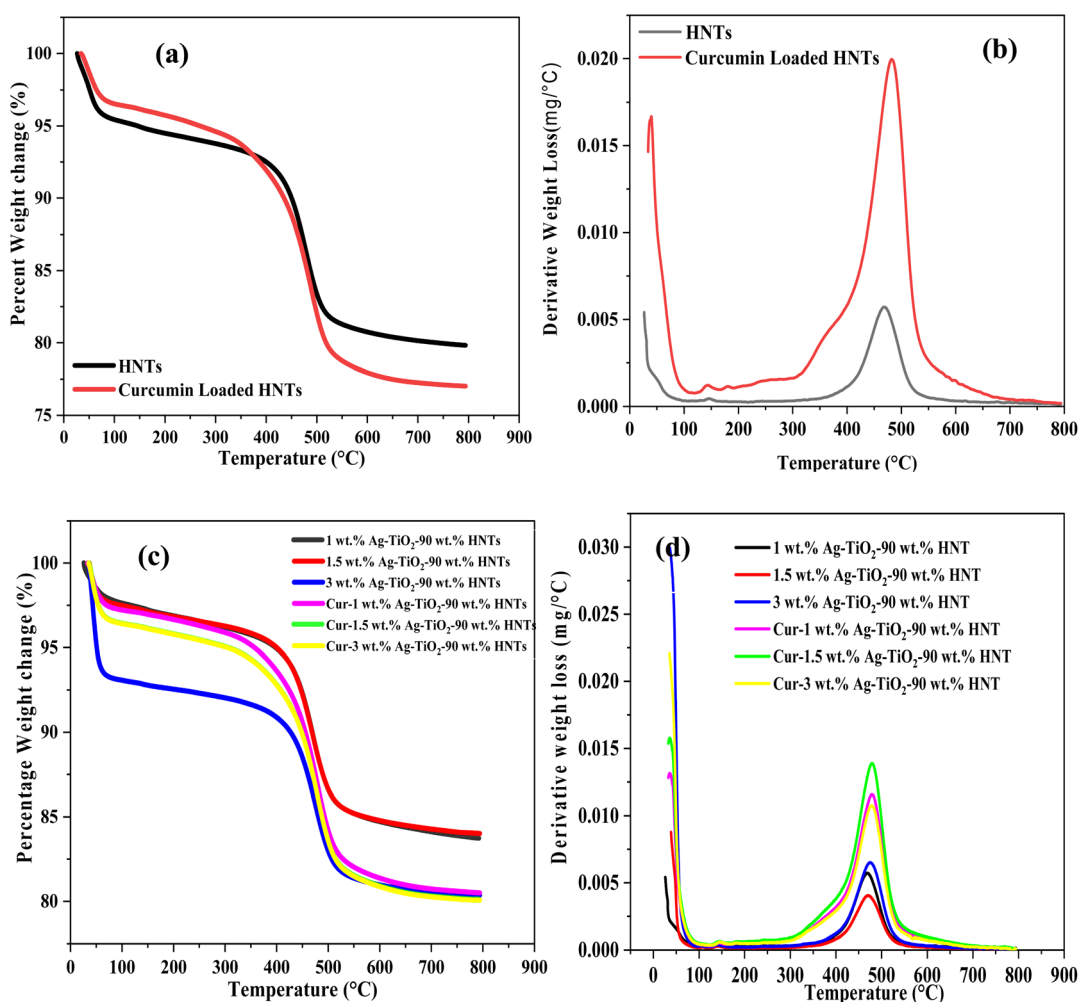 (a)
100
95
90
85
80
75
Percent Weight change (%)
HNTs
Curcumin Loaded HNTs
0 100 200 300 400 500 600 700 800 900
Temperature (°C)
(b)
HNTs
Curcumin Loaded HNTs
0.020
0.015
0.010
0.005
0.000
Derivative Weight Loss(mg/°C)
0 100 200 300 400 500 600 700 800
Temperature (°C)
(c)
1 wt.% Ag-TiO₂-90 wt.% HNTs
1.5 wt.% Ag-TiO₂-90 wt.% HNTs
3 wt.% Ag-TiO₂-90 wt.% HNTs
Cur-1 wt.% Ag-TiO₂-90 wt.% HNTs
Cur-1.5 wt.% Ag-TiO₂-90 wt.% HNTs
Cur-3 wt.% Ag-TiO₂-90 wt.% HNTs
100
95
90
85
80
Percentage Weight change (%)
0 100 200 300 400 500 600 700 800 900
Temperature (°C)
(d)
1 wt.% Ag-TiO₂-90 wt.% HNT
1.5 wt.% Ag-TiO₂-90 wt.% HNT
3 wt.% Ag-TiO₂-90 wt.% HNT
Cur-1 wt.% Ag-TiO₂-90 wt.% HNT
Cur-1.5 wt.% Ag-TiO₂-90 wt.% HNT
Cur-3 wt.% Ag-TiO₂-90 wt.% HNT
0.030
0.025
0.020
0.015
0.010
0.005
0.000
Derivative weight loss (mg/°C)
0 100 200 300 400 500 600 700 800 900
Temperature (°C)